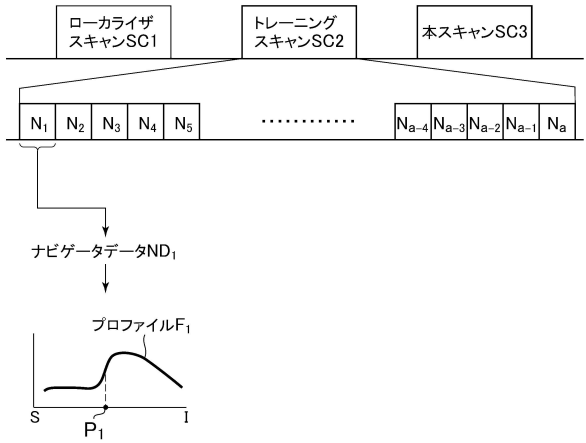 ローカライザ
スキャンSC1
トレーニング
スキャンSC2
本スキャンSC3
N1 N2 N3 N4 N5 ‥‥‥‥‥‥ Na-4 Na-3 Na-2 Na-1 Na
ナビゲータデータND1
プロファイルF1
S I
P1